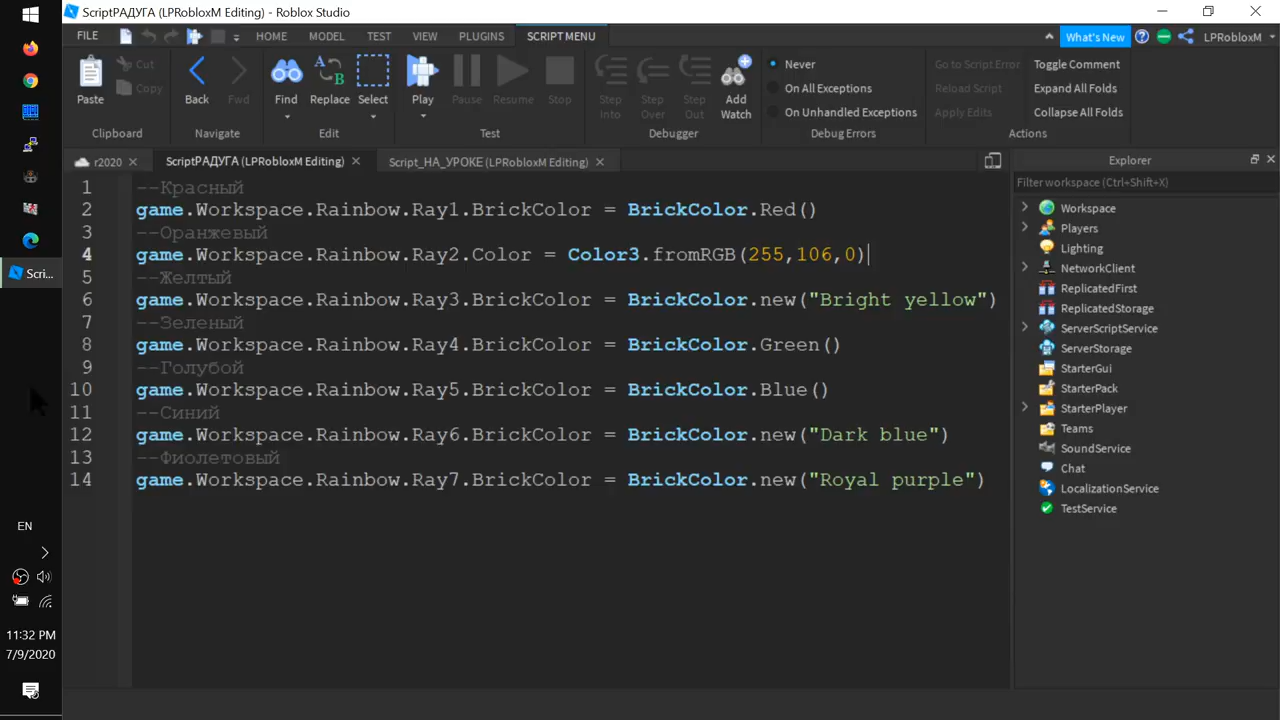 ScriptРАДУГА (LPRobloxM Editing) - Roblox Studio
FILE HOME MODEL TEST VIEW PLUGINS SCRIPT MENU What's New LPRobloxM
Paste Cut Copy Back Fwd Find Replace Select Play Pause Resume Stop Step Into Step Over Step Out Add Watch Never On All Exceptions On Unhandled Exceptions Go to Script Error Reload Script Apply Edits Toggle Comment Expand All Folds Collapse All Folds
Clipboard Navigate Edit Test Debugger Debug Errors Actions
r2020 ScriptРАДУГА (LPRobloxM Editing) Script_НА_УРОКЕ (LPRobloxM Editing)
1 --Красный
2 game.Workspace.Rainbow.Ray1.BrickColor = BrickColor.Red()
3 --Оранжевый
4 game.Workspace.Rainbow.Ray2.Color = Color3.fromRGB(255,106,0)
5 --Желтый
6 game.Workspace.Rainbow.Ray3.BrickColor = BrickColor.new("Bright yellow")
7 --Зеленый
8 game.Workspace.Rainbow.Ray4.BrickColor = BrickColor.Green()
9 --Голубой
10 game.Workspace.Rainbow.Ray5.BrickColor = BrickColor.Blue()
11 --Синий
12 game.Workspace.Rainbow.Ray6.BrickColor = BrickColor.new("Dark blue")
13 --Фиолетовый
14 game.Workspace.Rainbow.Ray7.BrickColor = BrickColor.new("Royal purple")
Explorer
Filter workspace (Ctrl+Shift+X)
Workspace
Players
Lighting
NetworkClient
ReplicatedFirst
ReplicatedStorage
ServerScriptService
ServerStorage
StarterGui
StarterPack
StarterPlayer
Teams
SoundService
Chat
LocalizationService
TestService
Scri...
EN
11:32 PM
7/9/2020